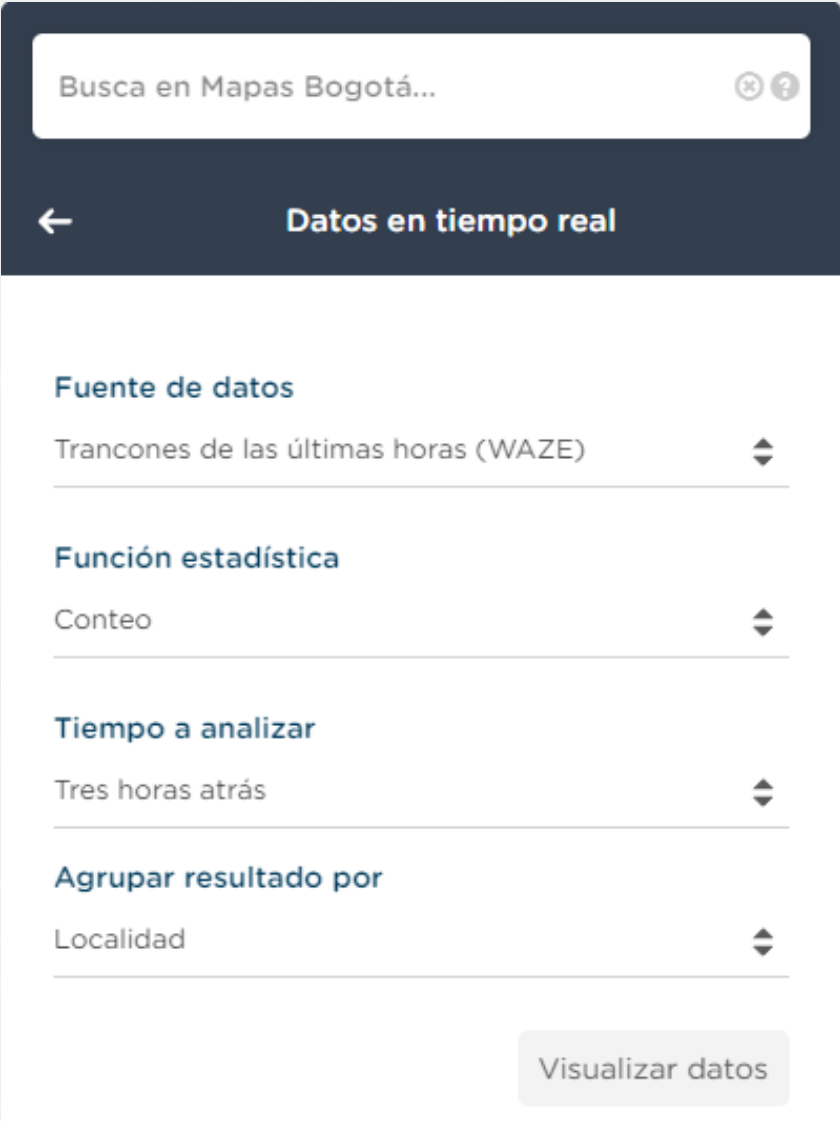 Busca en Mapas Bogotá...
Datos en tiempo real
Fuente de datos
Trancones de las últimas horas (WAZE)
Función estadística
Conteo
Tiempo a analizar
Tres horas atrás
Agrupar resultado por
Localidad
Visualizar datos